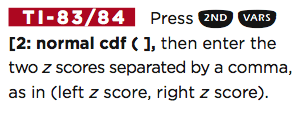 TI-83/84 Press 2ND VARS
[2: normal cdf ( ], then enter the
two z scores separated by a comma,
as in (left z score, right z score).